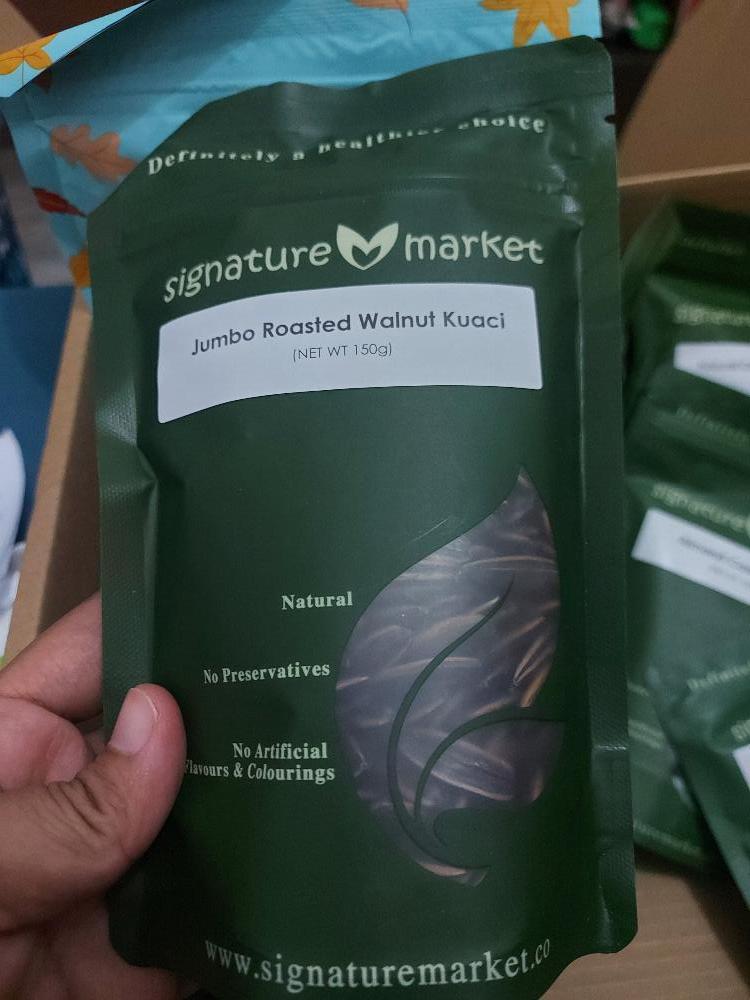 Definitely a healthier choice
signature market
Jumbo Roasted Walnut Kuaci
(NET WT 150g)
Natural
No Preservatives
No Artificial
Flavours & Colourings
www.signaturemarket.co
signature